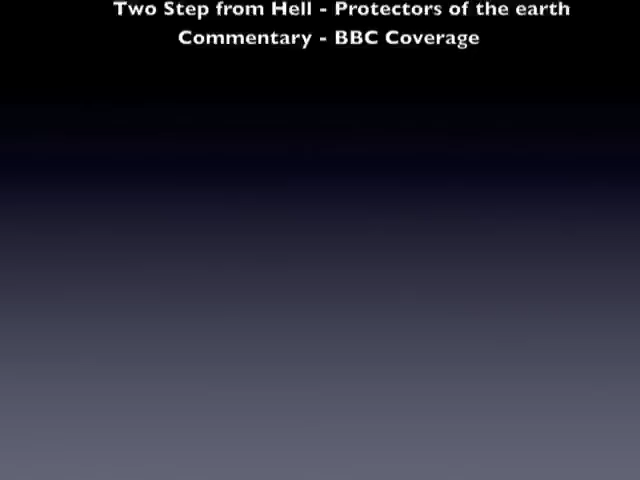 Two Step from Hell - Protectors of the earth
Commentary - BBC Coverage